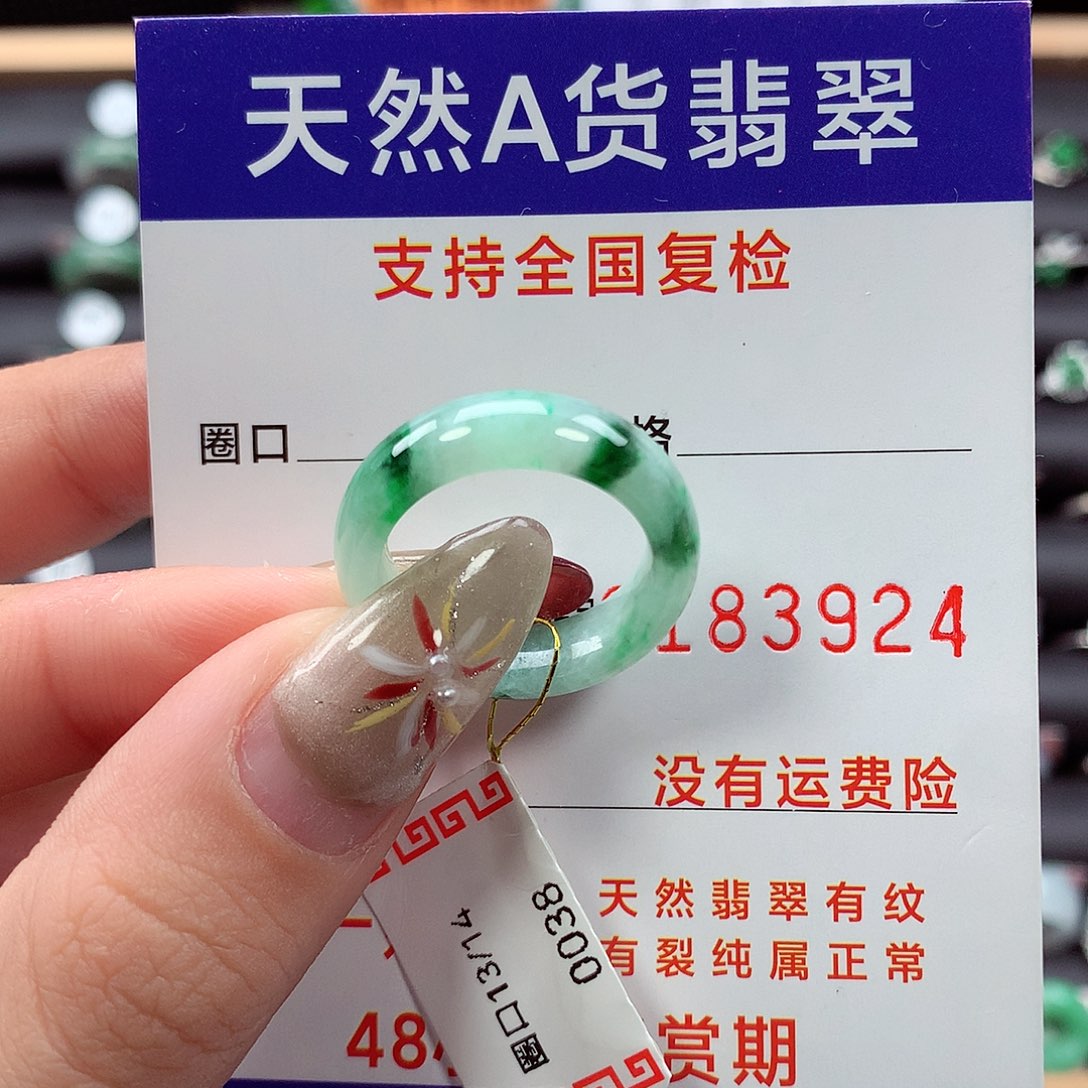 天然A货翡翠
支持全国复检
圈口
格
183924
没有运费险
天然翡翠有纹
有裂纯属正常
48
赏期
0038
圈口13/14